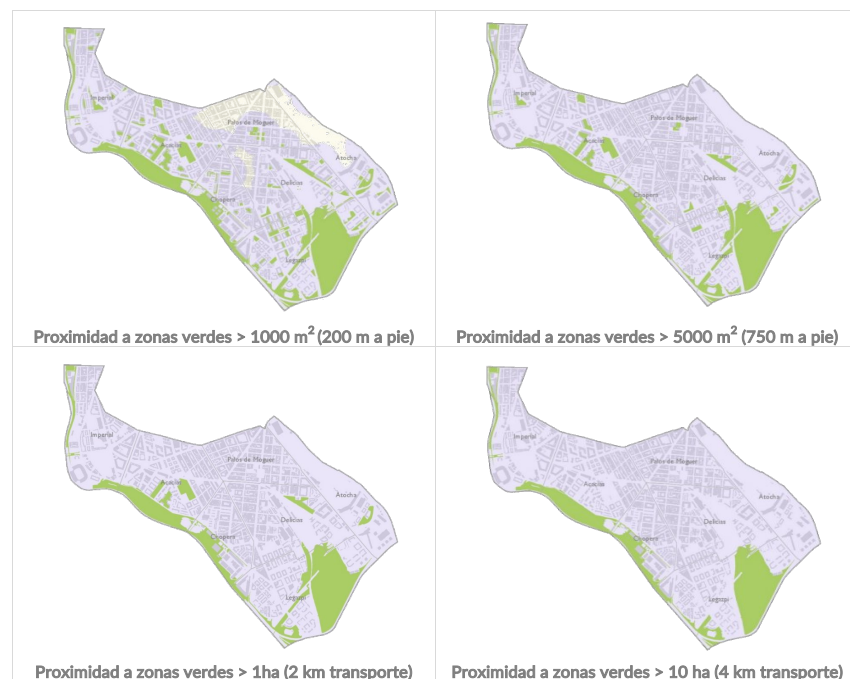 Imperial
Palos de Moguer
Acacias
Atocha
Delicias
Chopera
Legazpi
Proximidad a zonas verdes > 1000 m² (200 m a pie)
Imperial
Palos de Moguer
Acacias
Atocha
Delicias
Chopera
Legazpi
Proximidad a zonas verdes > 5000 m² (750 m a pie)
Imperial
Palos de Moguer
Acacias
Atocha
Delicias
Chopera
Legazpi
Proximidad a zonas verdes > 1ha (2 km transporte)
Imperial
Palos de Moguer
Acacias
Atocha
Delicias
Chopera
Legazpi
Proximidad a zonas verdes > 10 ha (4 km transporte)